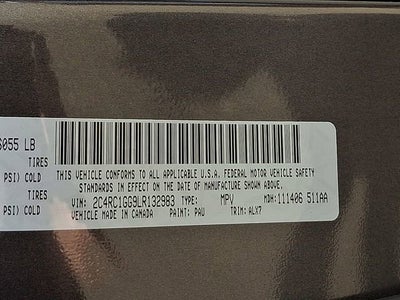 6055 LB
TIRES
PSI) COLD
THIS VEHICLE CONFORMS TO ALL APPLICABLE U.S.A. FEDERAL MOTOR VEHICLE SAFETY
STANDARDS IN EFFECT ON THE DATE OF MANUFACTURE SHOWN ABOVE.
TIRES
PSI) COLD
VIN: 2C4RC1GG9LR132983 TYPE: MPV MDH:111406 511AA
VEHICLE MADE IN CANADA PAINT: PAU TRIM: ALX7